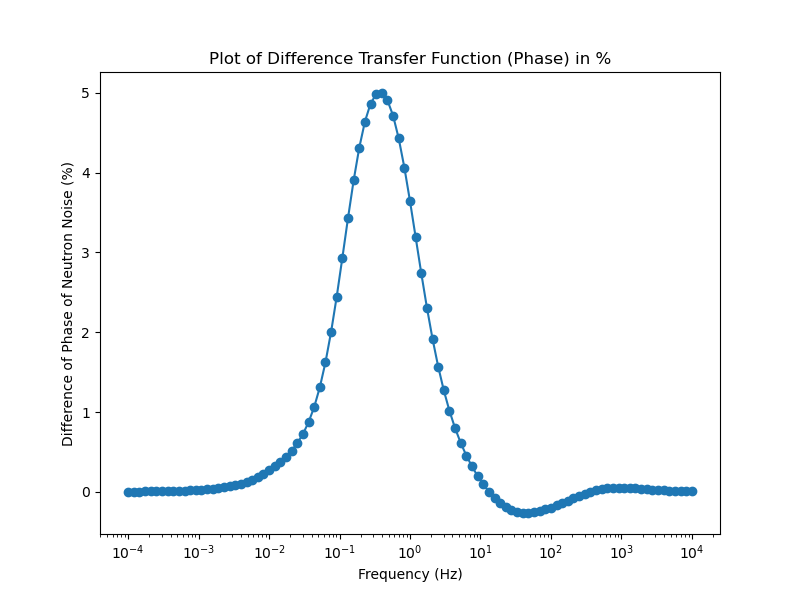 Plot of Difference Transfer Function (Phase) in %
Difference of Phase of Neutron Noise (%)
5
4
3
2
1
0
10⁻⁴ 10⁻³ 10⁻² 10⁻¹ 10⁰ 10¹ 10² 10³ 10⁴
Frequency (Hz)